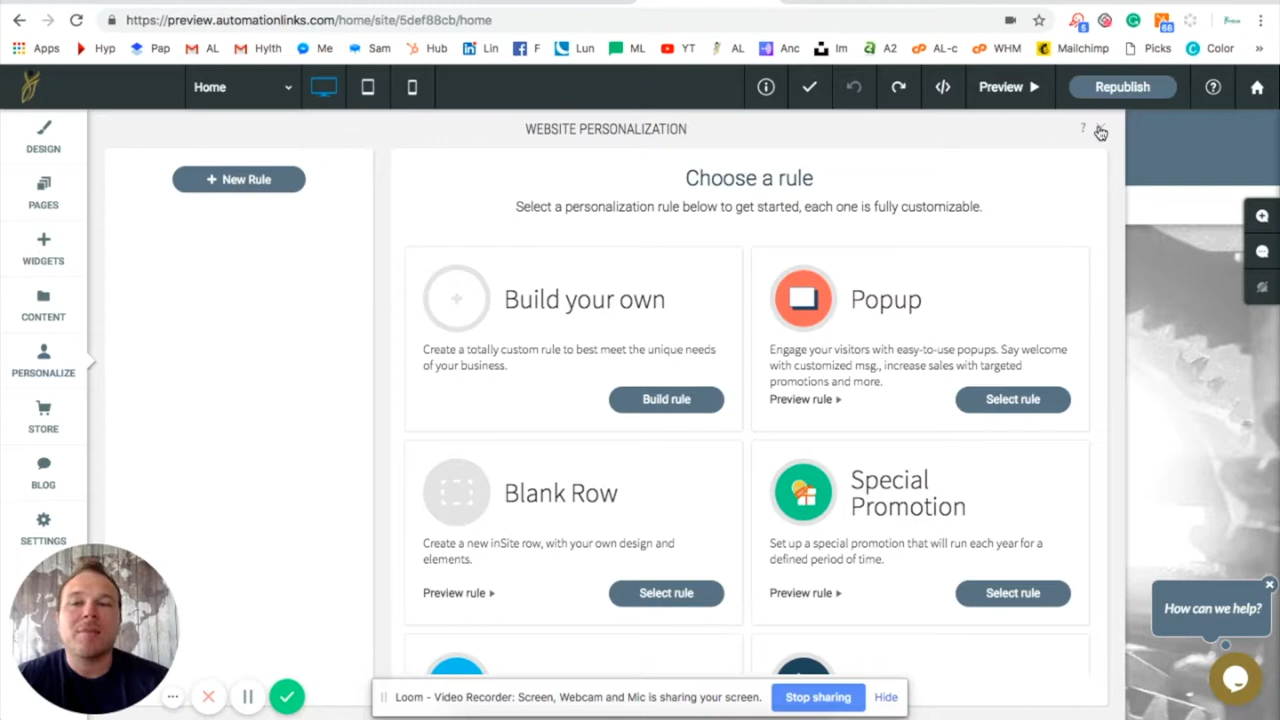 https://preview.automationlinks.com/home/site/5def88cb/home
Apps Hyp Pap AL Hylth Me Sam Hub Lin F Lun ML YT AL Anc Im A2 AL-c WHM Mailchimp Picks Color »
5
68
Home
Preview
Republish
DESIGN
PAGES
WIDGETS
CONTENT
PERSONALIZE
STORE
BLOG
SETTINGS
WEBSITE PERSONALIZATION
?
+ New Rule
Choose a rule
Select a personalization rule below to get started, each one is fully customizable.
Build your own
Create a totally custom rule to best meet the unique needs
of your business.
Build rule
Popup
Engage your visitors with easy-to-use popups. Say welcome
with customized msg., increase sales with targeted
promotions and more.
Preview rule
Select rule
Blank Row
Create a new inSite row, with your own design and
elements.
Preview rule
Select rule
Special
Promotion
Set up a special promotion that will run each year for a
defined period of time.
Preview rule
Select rule
How can we help?
Loom - Video Recorder: Screen, Webcam and Mic is sharing your screen.
Stop sharing
Hide